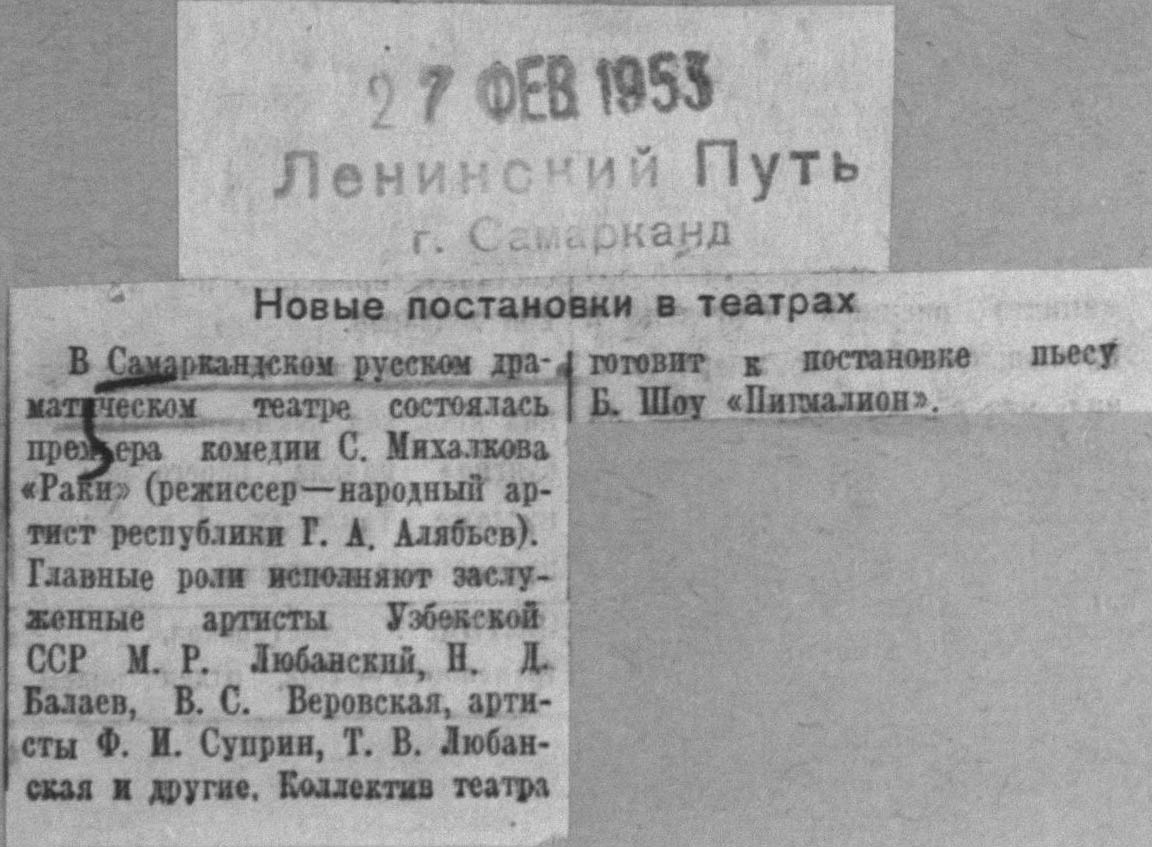 27 ФЕВ 1953
Ленинский Путь
г. Самарканд
Новые постановки в театрах
В Самаркандском русском дра-
матическом театре состоялась
премьера комедии С. Михалкова
«Раки» (режиссер—народный ар-
тист республики Г. А. Алябьев).
Главные роли исполняют заслу-
женные артисты Узбекской
ССР М. Р. Любанский, Н. Д.
Балаев, В. С. Веровская, арти-
сты Ф. И. Суприн, Т. В. Любан-
ская и другие. Коллектив театра
готовит к постановке пьесу
Б. Шоу «Пигмалион».